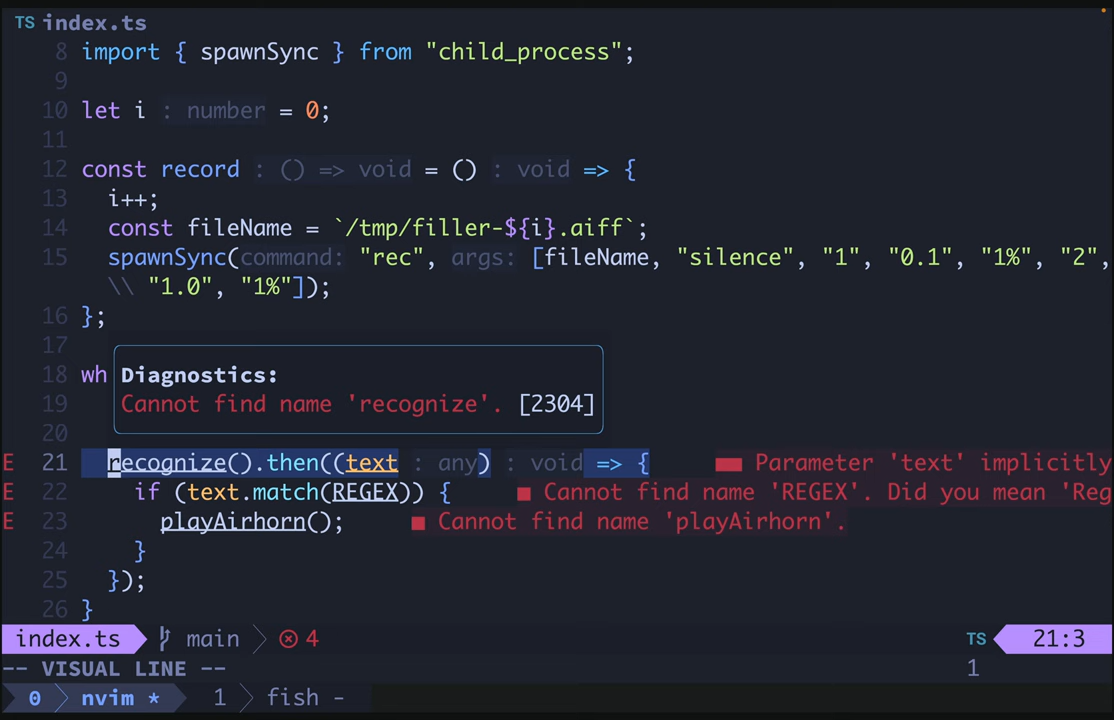 TS index.ts
8 import { spawnSync } from "child_process";
9
10 let i : number = 0;
11
12 const record : () => void = () : void => {
13 i++;
14 const fileName = `/tmp/filler-${i}.aiff`;
15 spawnSync(command: "rec", args: [fileName, "silence", "1", "0.1", "1%", "2",
\\ "1.0", "1%"]);
16 };
17
18 wh
Diagnostics:
19
Cannot find name 'recognize'. [2304]
20
E 21 recognize().then((text : any) : void => { ■■ Parameter 'text' implicitly
E 22 if (text.match(REGEX)) { ■ Cannot find name 'REGEX'. Did you mean 'Reg
E 23 playAirhorn(); ■ Cannot find name 'playAirhorn'.
24 }
25 });
26 }
index.ts main 4 TS 21:3
-- VISUAL LINE -- 1
0 nvim * 1 fish -